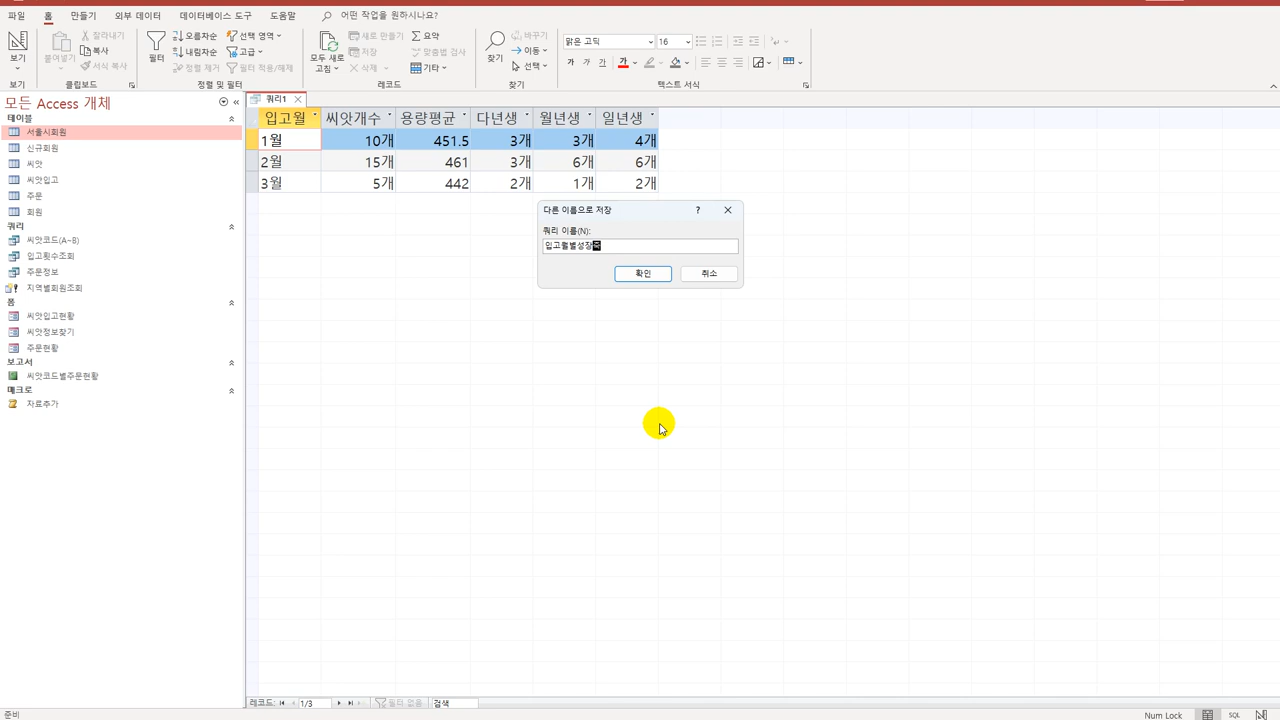 파일 홈 만들기 외부 데이터 데이터베이스 도구 도움말 어떤 작업을 원하시나요?
보기
붙여넣기
잘라내기
복사
서식 복사
클립보드
필터
오름차순
내림차순
정렬 제거
선택 영역
고급
필터 적용/해제
정렬 및 필터
모두 새로
고침
새로 만들기
저장
삭제
요약
맞춤법 검사
기타
레코드
찾기
바꾸기
이동
선택
찾기
맑은 고딕 16
가 가 가 가
텍스트 서식
모든 Access 개체
테이블
서울시회원
신규회원
씨앗
씨앗입고
주문
회원
쿼리
씨앗코드(A~B)
입고횟수조회
주문정보
지역별회원조회
폼
씨앗입고현황
씨앗정보찾기
주문현황
보고서
씨앗코드별주문현황
매크로
자료추가
쿼리1
입고월 씨앗개수 용량평균 다년생 월년생 일년생
1월 10개 451.5 3개 3개 4개
2월 15개 461 3개 6개 6개
3월 5개 442 2개 1개 2개
다른 이름으로 저장 ?
쿼리 이름(N):
확인 취소
레코드: 1/3 필터 없음 검색
준비 Num Lock SQL